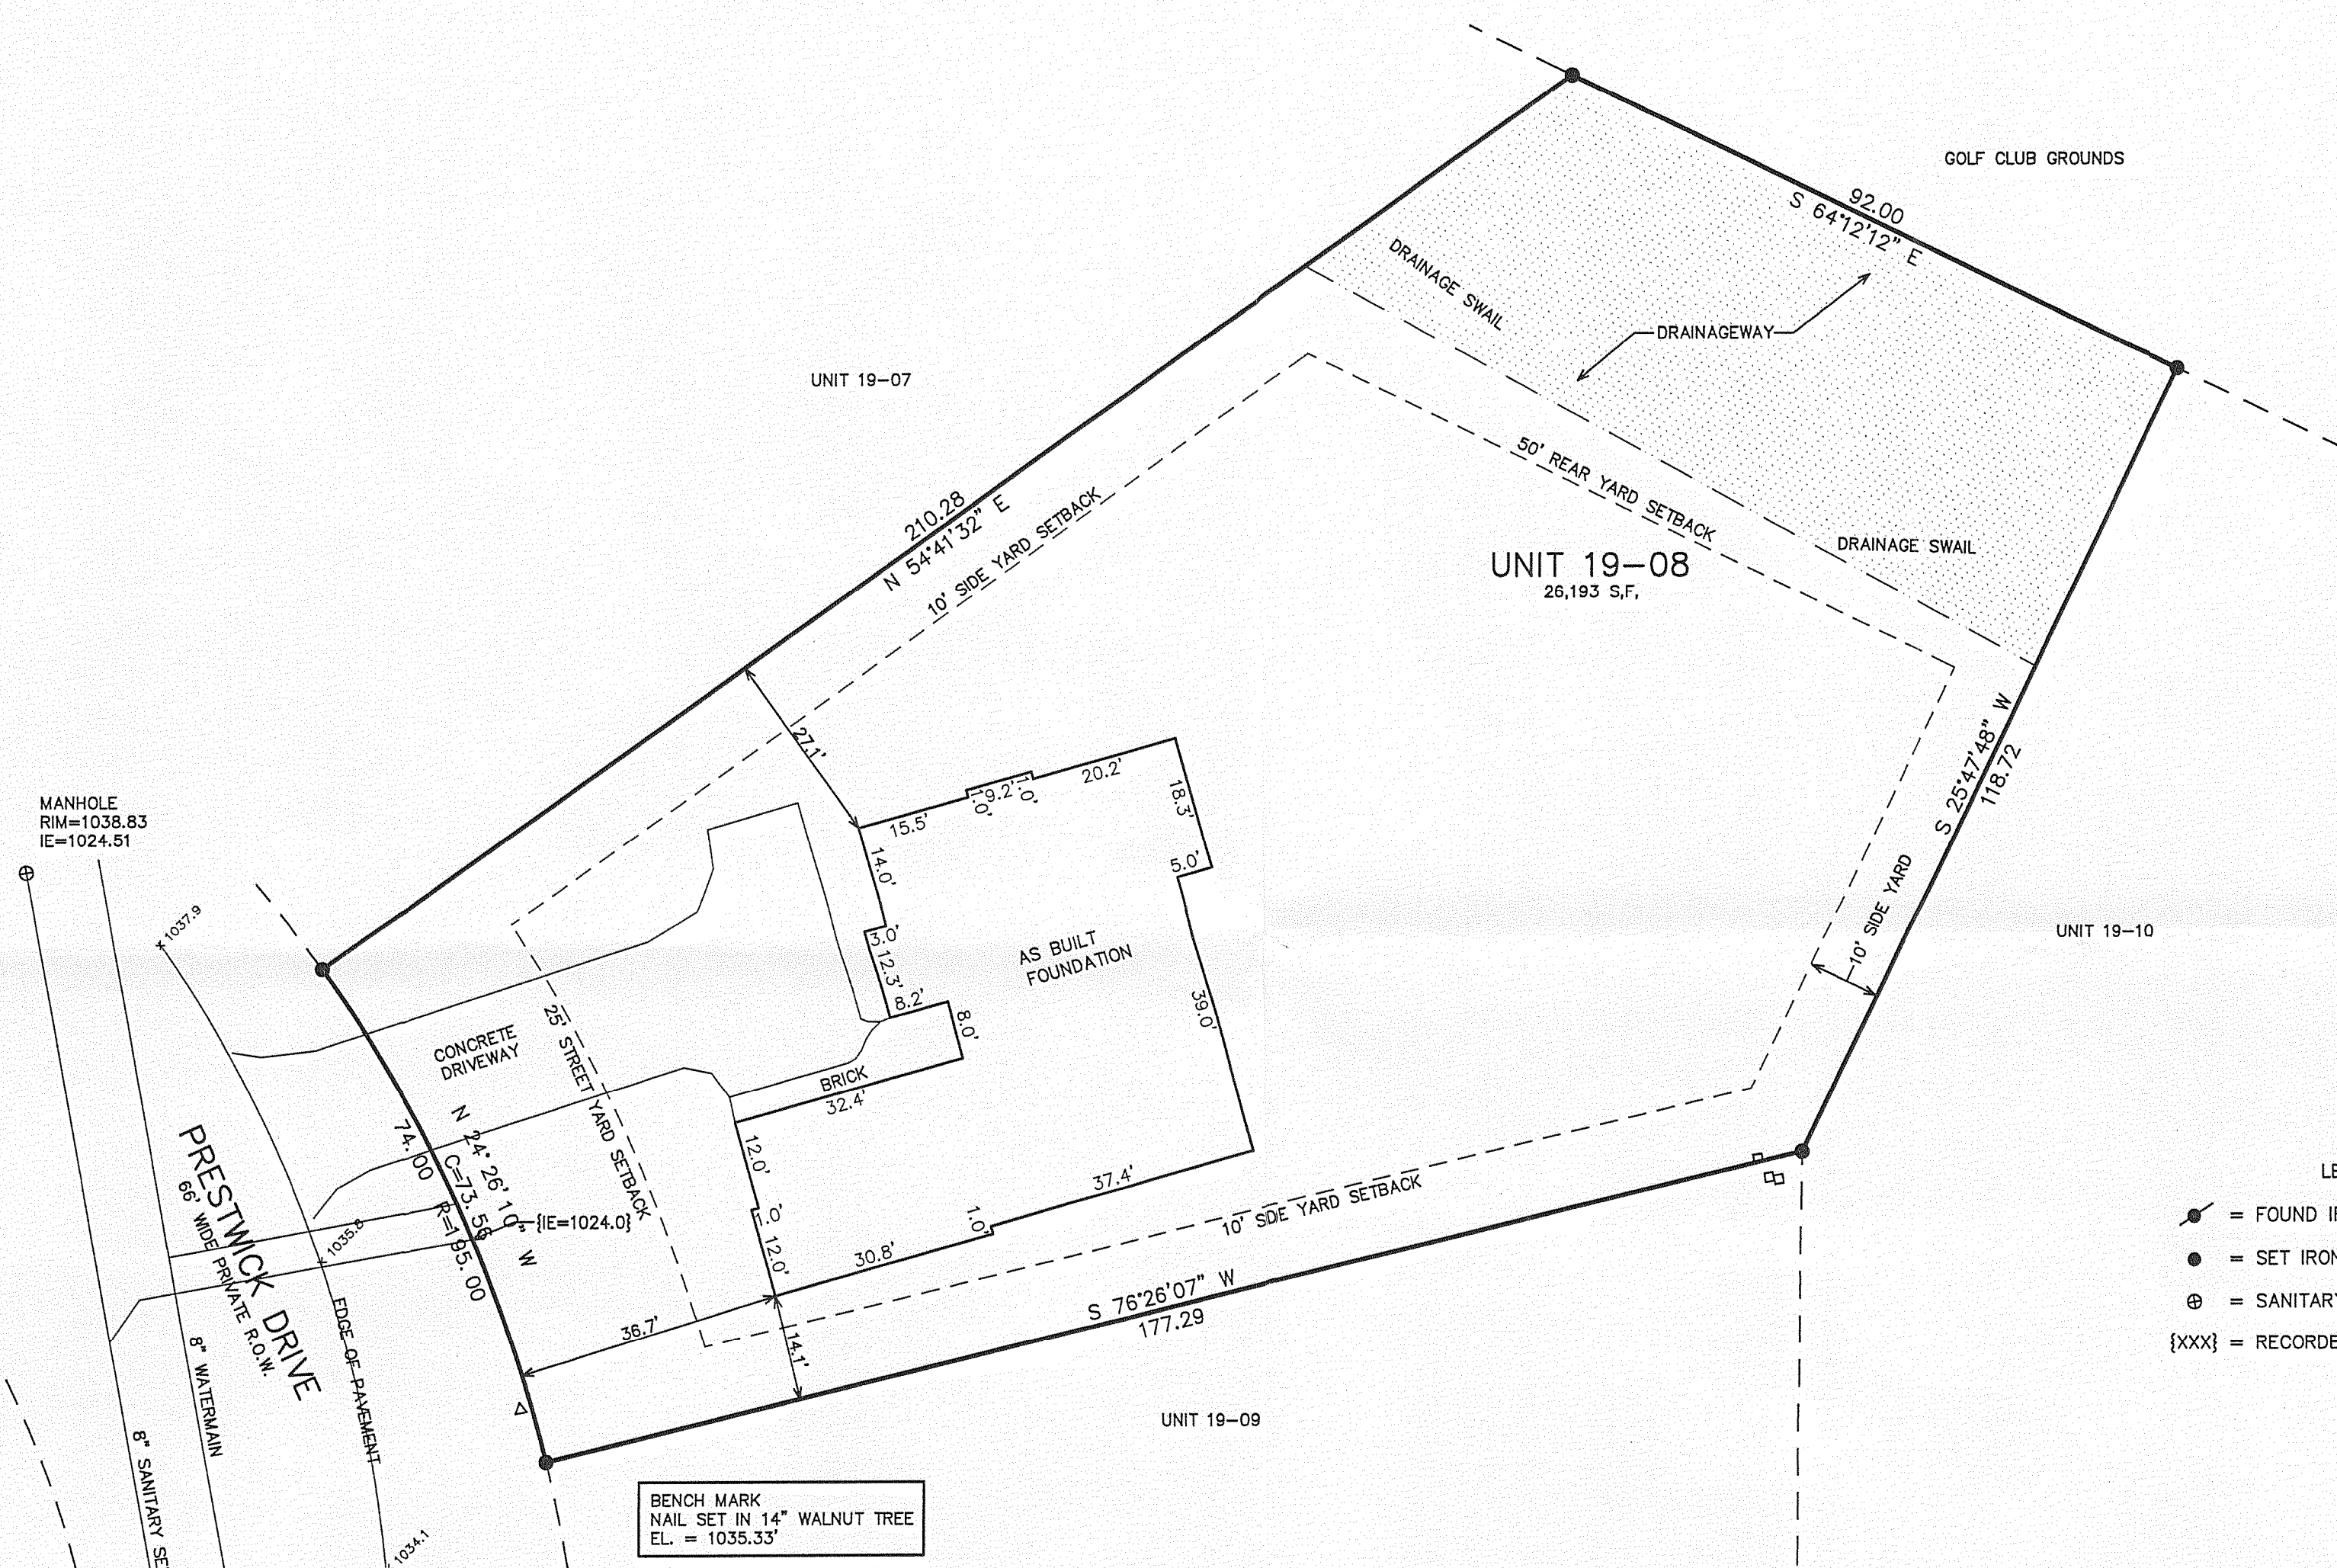 GOLF CLUB GROUNDS
92.00
S 64°12'12" E
DRAINAGE SWAIL
DRAINAGEWAY
UNIT 19-07
50' REAR YARD SETBACK
210.28
N 54°41'32" E
10' SIDE YARD SETBACK
DRAINAGE SWAIL
UNIT 19-08
26,193 S,F,
S 25°47'48" W
118.72
27.1'
15.5'
1.0'
9.2'
1.0'
20.2'
18.3'
5.0'
MANHOLE
RIM=1038.83
IE=1024.51
14.0'
3.0'
12.3'
8.2'
8.0'
AS BUILT
FOUNDATION
39.0'
10' SIDE YARD
UNIT 19-10
1037.9
CONCRETE
DRIVEWAY
25' STREET YARD SETBACK
BRICK
32.4'
12.0'
1.0'
12.0'
30.8'
1.0'
37.4'
10' SDIE YARD SETBACK
74.00 R=195.00
N 24°26'10" W
C=73.56
{IE=1024.0}
PRESTWICK DRIVE
66' WIDE PRIVATE R.O.W.
1035.8
EDGE OF PAVEMENT
36.7'
14.1'
S 76°26'07" W
177.29
8" WATERMAIN
8" SANITARY SE
1034.1
UNIT 19-09
BENCH MARK
NAIL SET IN 14" WALNUT TREE
EL. = 1035.33'
LE
= FOUND I
= SET IRON
= SANITARY
{XXX} = RECORDE